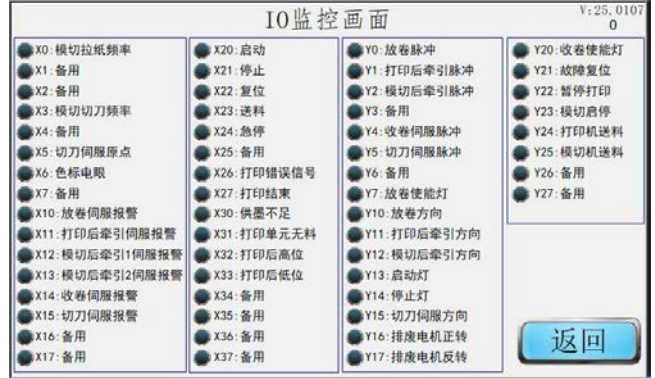 IO监控画面
V:25.0107
0
X0:模切拉纸频率
X1:备用
X2:备用
X3:模切切刀频率
X4:备用
X5:切刀伺服原点
X6:色标电眼
X7:备用
X10:放卷伺服报警
X11:打印后牵引伺服报警
X12:模切后牵引1伺服报警
X13:模切后牵引2伺服报警
X14:收卷伺服报警
X15:切刀伺服报警
X16:备用
X17:备用
X20:启动
X21:停止
X22:复位
X23:送料
X24:急停
X25:备用
X26:打印错误信号
X27:打印结束
X30:供墨不足
X31:打印单元无料
X32:打印后高位
X33:打印后低位
X34:备用
X35:备用
X36:备用
X37:备用
Y0:放卷脉冲
Y1:打印后牵引脉冲
Y2:模切后牵引脉冲
Y3:备用
Y4:收卷伺服脉冲
Y5:切刀伺服脉冲
Y6:备用
Y7:放卷使能灯
Y10:放卷方向
Y11:打印后牵引方向
Y12:模切后牵引方向
Y13:启动灯
Y14:停止灯
Y15:切刀伺服方向
Y16:排废电机正转
Y17:排废电机反转
Y20:收卷使能灯
Y21:故障复位
Y22:暂停打印
Y23:模切启停
Y24:打印机送料
Y25:模切机送料
Y26:备用
Y27:备用
返回